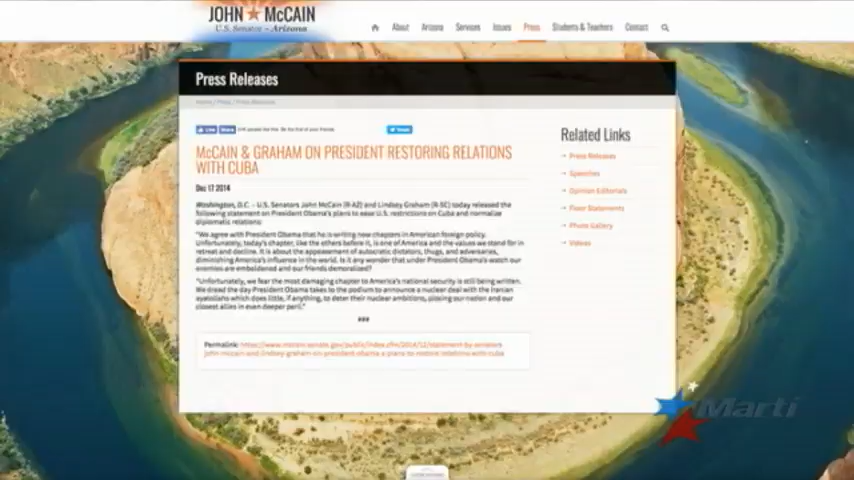 JOHN McCAIN
U.S. Senator - Arizona
About Arizona Services Issues Press Students & Teachers Contact
Press Releases
Home / Press / Press Releases
Like Share
Tweet
Related Links
McCAIN & GRAHAM ON PRESIDENT RESTORING RELATIONS
WITH CUBA
Press Releases
Speeches
Opinion Editorials
Floor Statements
Photo Gallery
Videos
Dec 17 2014
Washington, D.C. – U.S. Senators John McCain (R-AZ) and Lindsey Graham (R-SC) today released the
following statement on President Obama's plans to ease U.S. restrictions on Cuba and normalize
diplomatic relations:
"We agree with President Obama that he is writing new chapters in American foreign policy.
Unfortunately, today's chapter, like the others before it, is one of America and the values we stand for in
retreat and decline. It is about the appeasement of autocratic dictators, thugs, and adversaries,
diminishing America's influence in the world. Is it any wonder that under President Obama's watch our
enemies are emboldened and our friends demoralized?
"Unfortunately, we fear the most damaging chapter to America's national security is still being written.
We dread the day President Obama takes to the podium to announce a nuclear deal with the Iranian
ayatollahs which does little, if anything, to deter their nuclear ambitions, placing our nation and our
closest allies in even deeper peril."
###
Permalink: https://www.mccain.senate.gov/public/index.cfm/2014/12/statement-by-senators
john-mccain-and-lindsey-graham-on-president-obama-s-plans-to-restore-relations-with-cuba
Martí